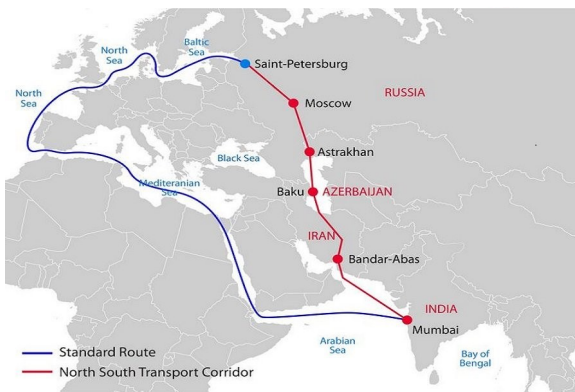 Baltic
Sea
North
Sea
Saint-Petersburg
North
Sea
Moscow
RUSSIA
Astrakhan
Black Sea
Mediteranian
Sea
Baku
AZERBAIJAN
IRAN
Bandar-Abas
INDIA
Mumbai
Arabian
Sea
Bay of
Bengal
Standard Route
North South Transport Corridor